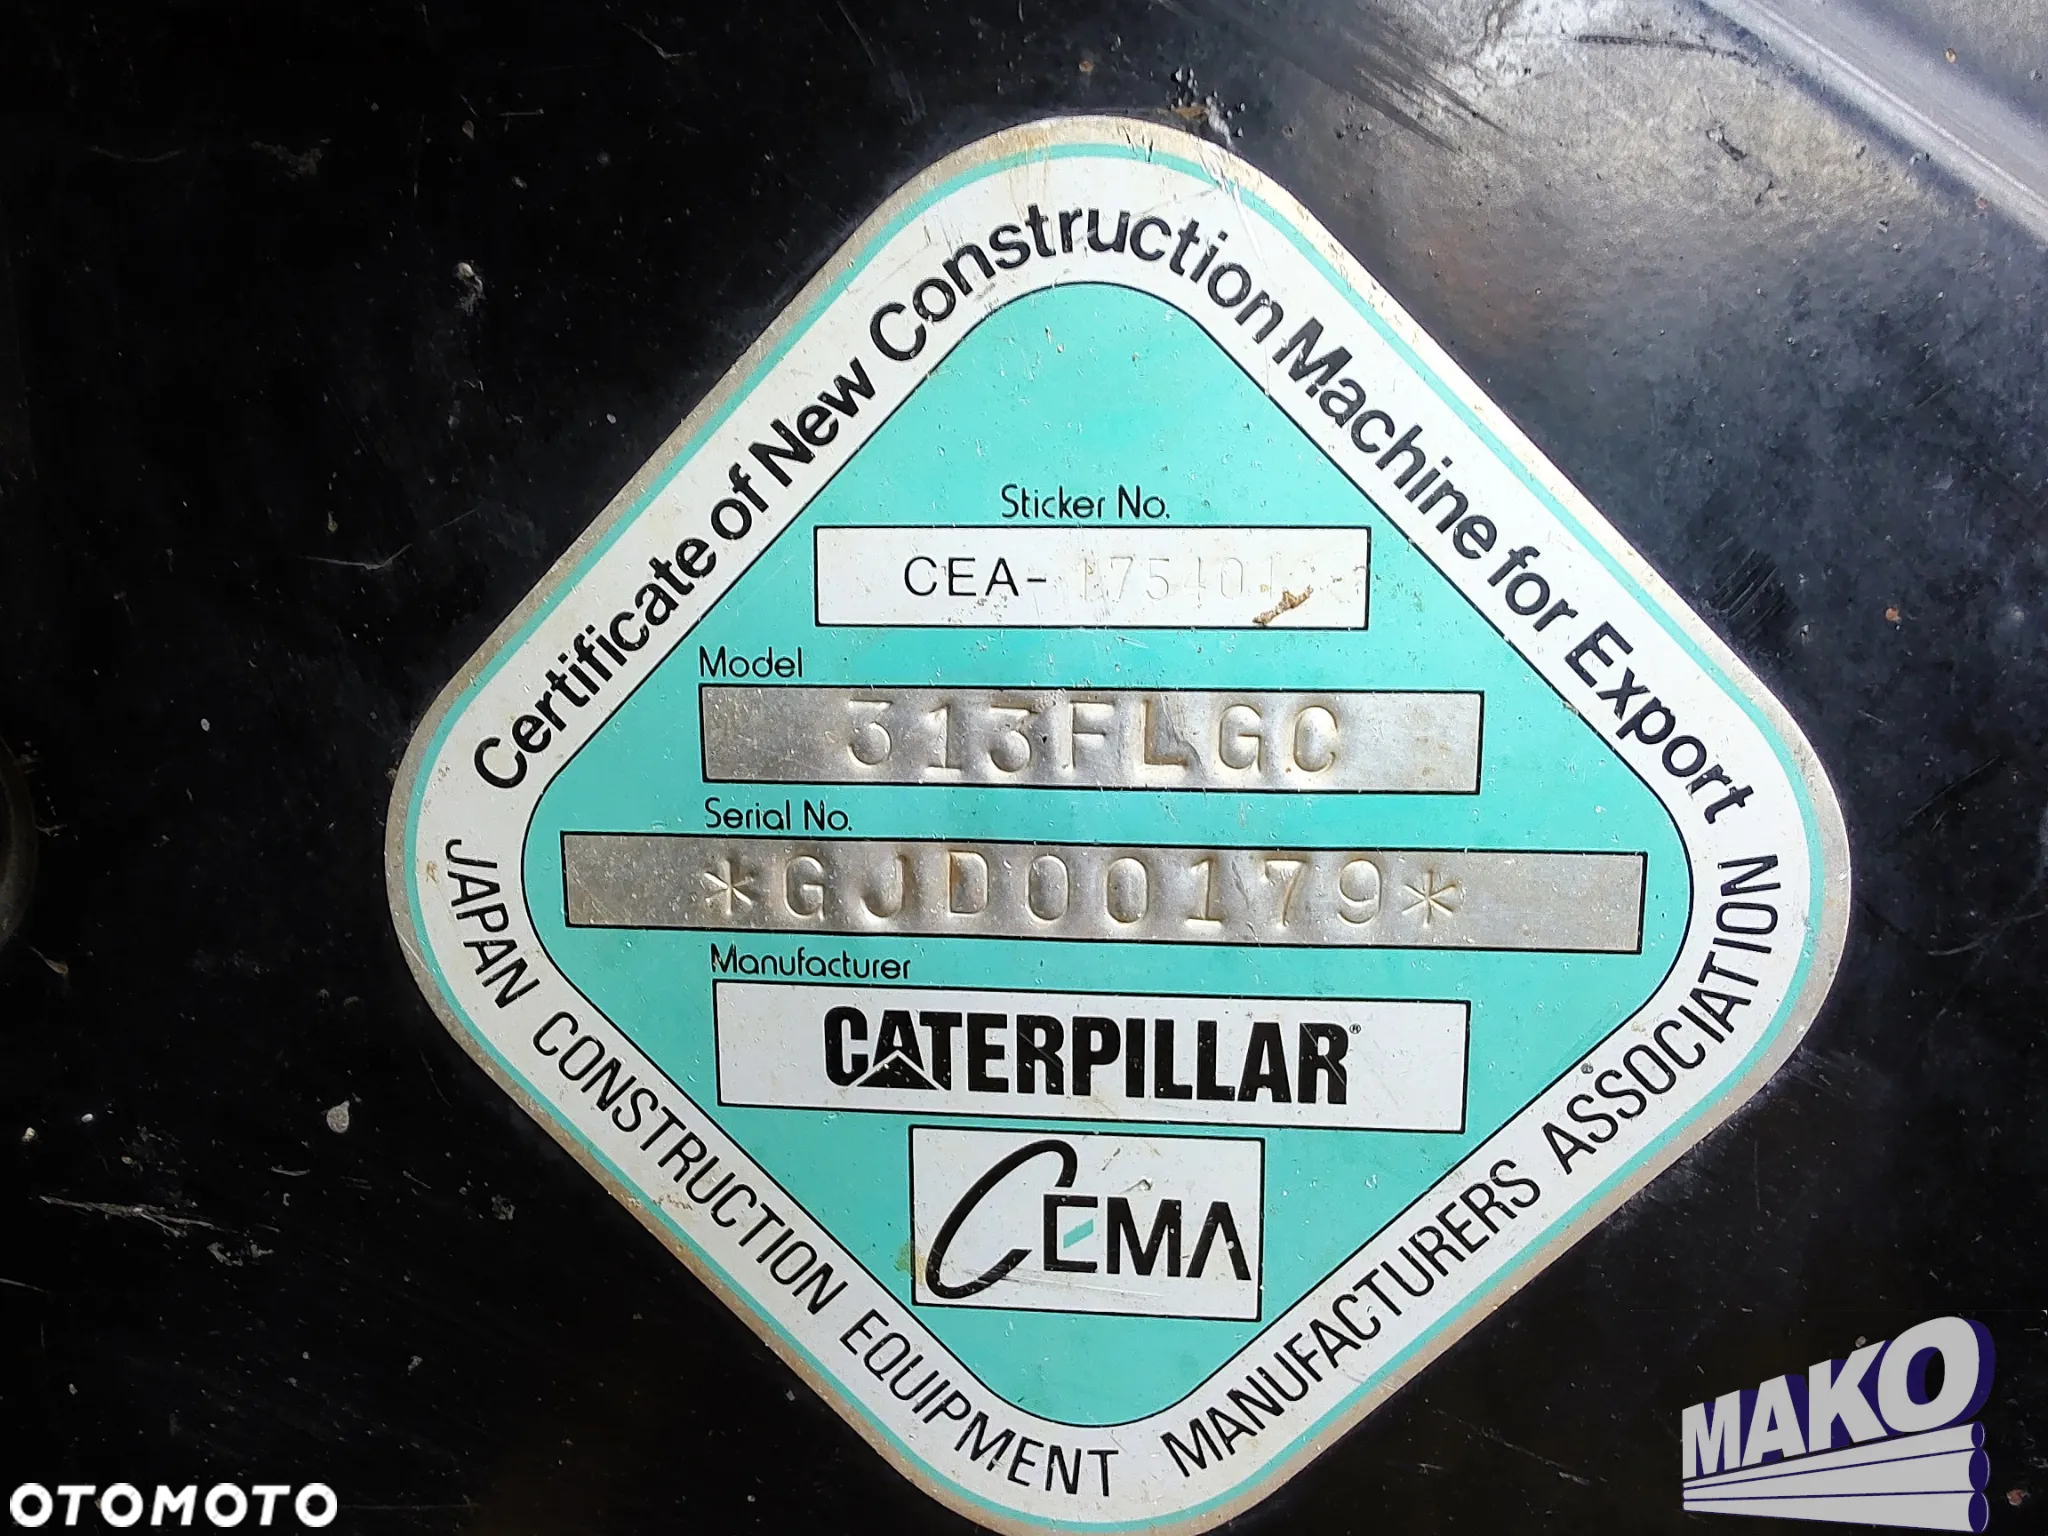 Certificate of New Construction Machine for Export
Sticker No.
CEA-
Model
313FLGC
Serial No.
*GJD00179*
Manufacturer
CATERPILLAR®
CEMA
JAPAN CONSTRUCTION EQUIPMENT MANUFACTURERS ASSOCIATION
MAKO
OTOMOTO